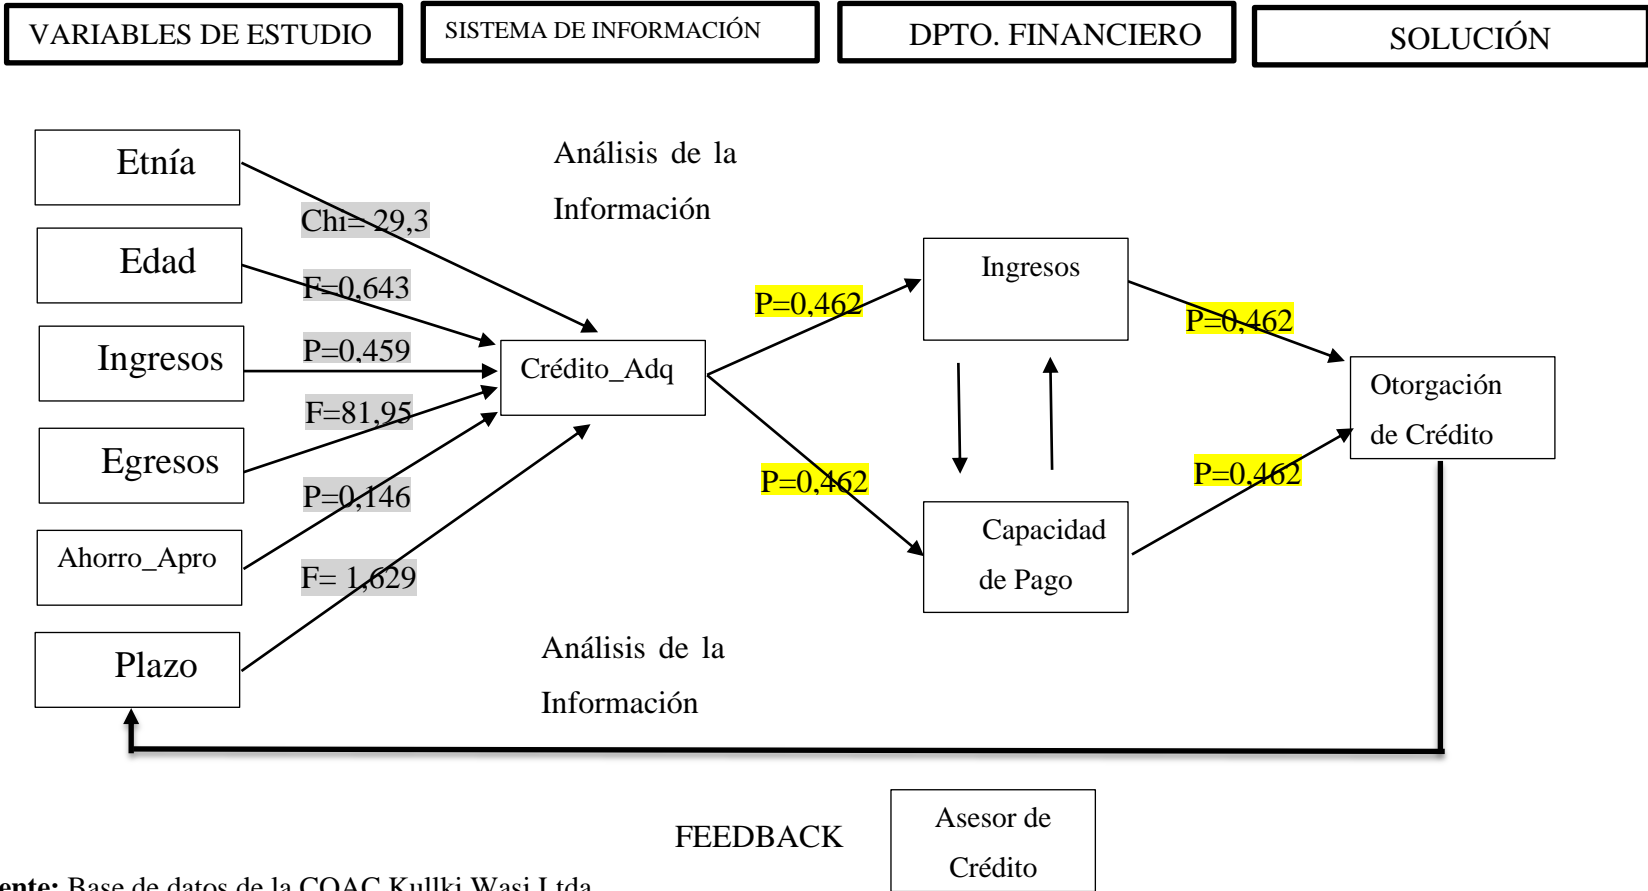 VARIABLES DE ESTUDIO
SISTEMA DE INFORMACIÓN
DPTO. FINANCIERO
SOLUCIÓN
Etnía
Edad
Ingresos
Egresos
Ahorro_Apro
Plazo
Chi= 29,3
F=0,643
P=0,459
F=81,95
P=0,146
F= 1,629
Análisis de la
Información
Crédito_Adq
Análisis de la
Información
P=0,462
P=0,462
Ingresos
Capacidad
de Pago
P=0,462
P=0,462
Otorgación
de Crédito
FEEDBACK
Asesor de
Crédito
ente: Base de datos de la COAC Kullki Wasi Ltda